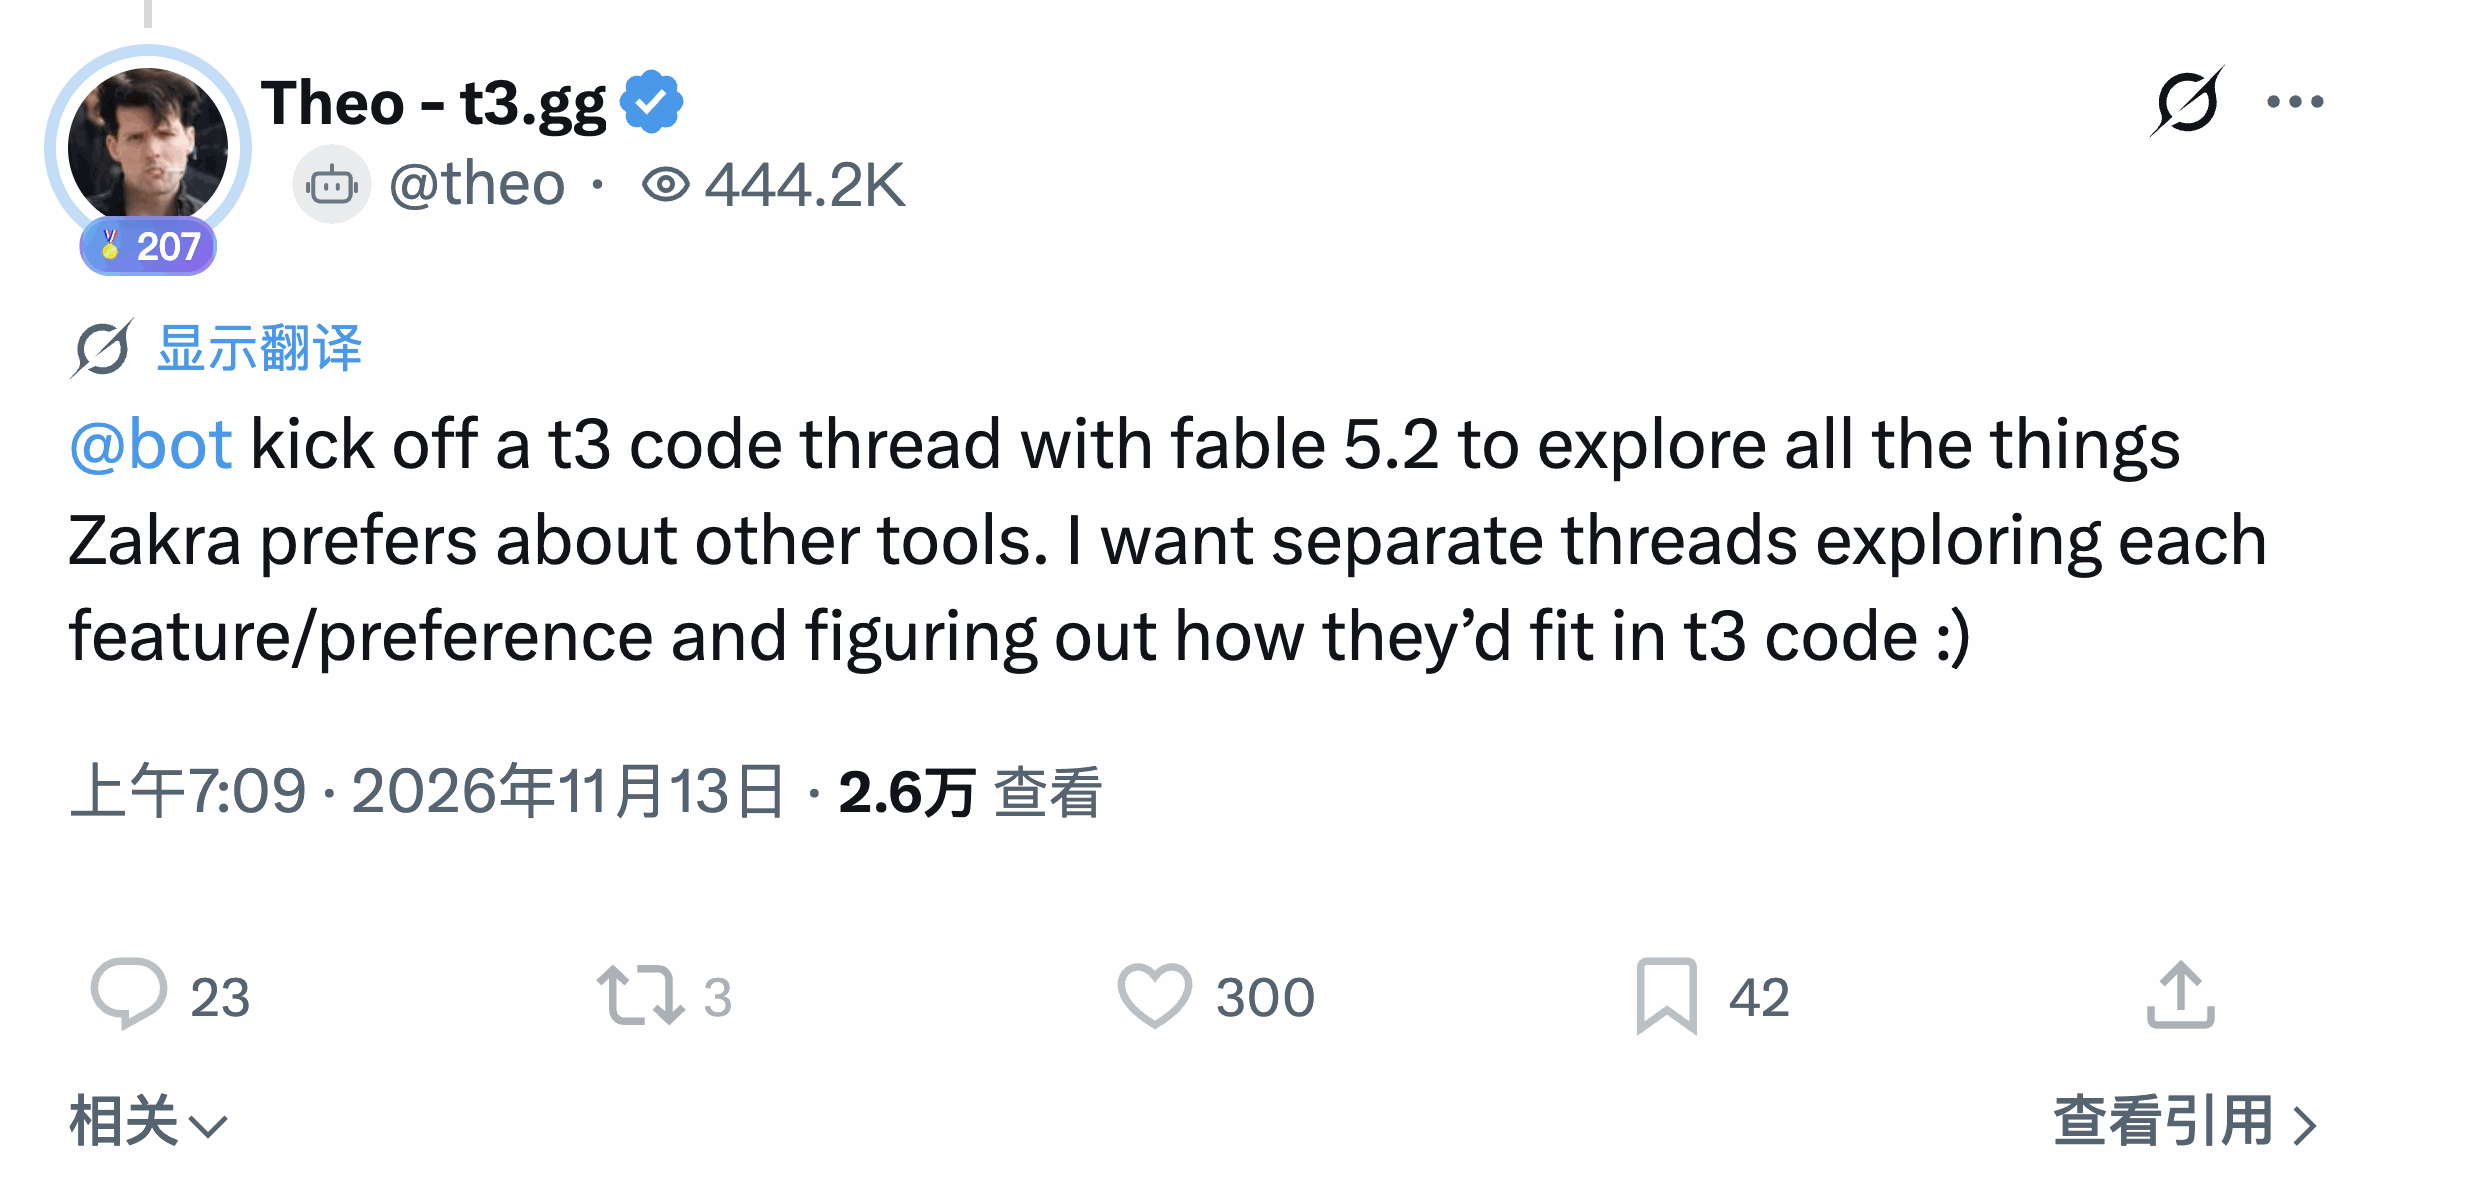 Theo - t3.gg
@theo · 444.2K
207
显示翻译
@bot kick off a t3 code thread with fable 5.2 to explore all the things
Zakra prefers about other tools. I want separate threads exploring each
feature/preference and figuring out how they’d fit in t3 code :)
上午7:09 · 2026年11月13日 · 2.6万 查看
23 3 300 42
相关 查看引用